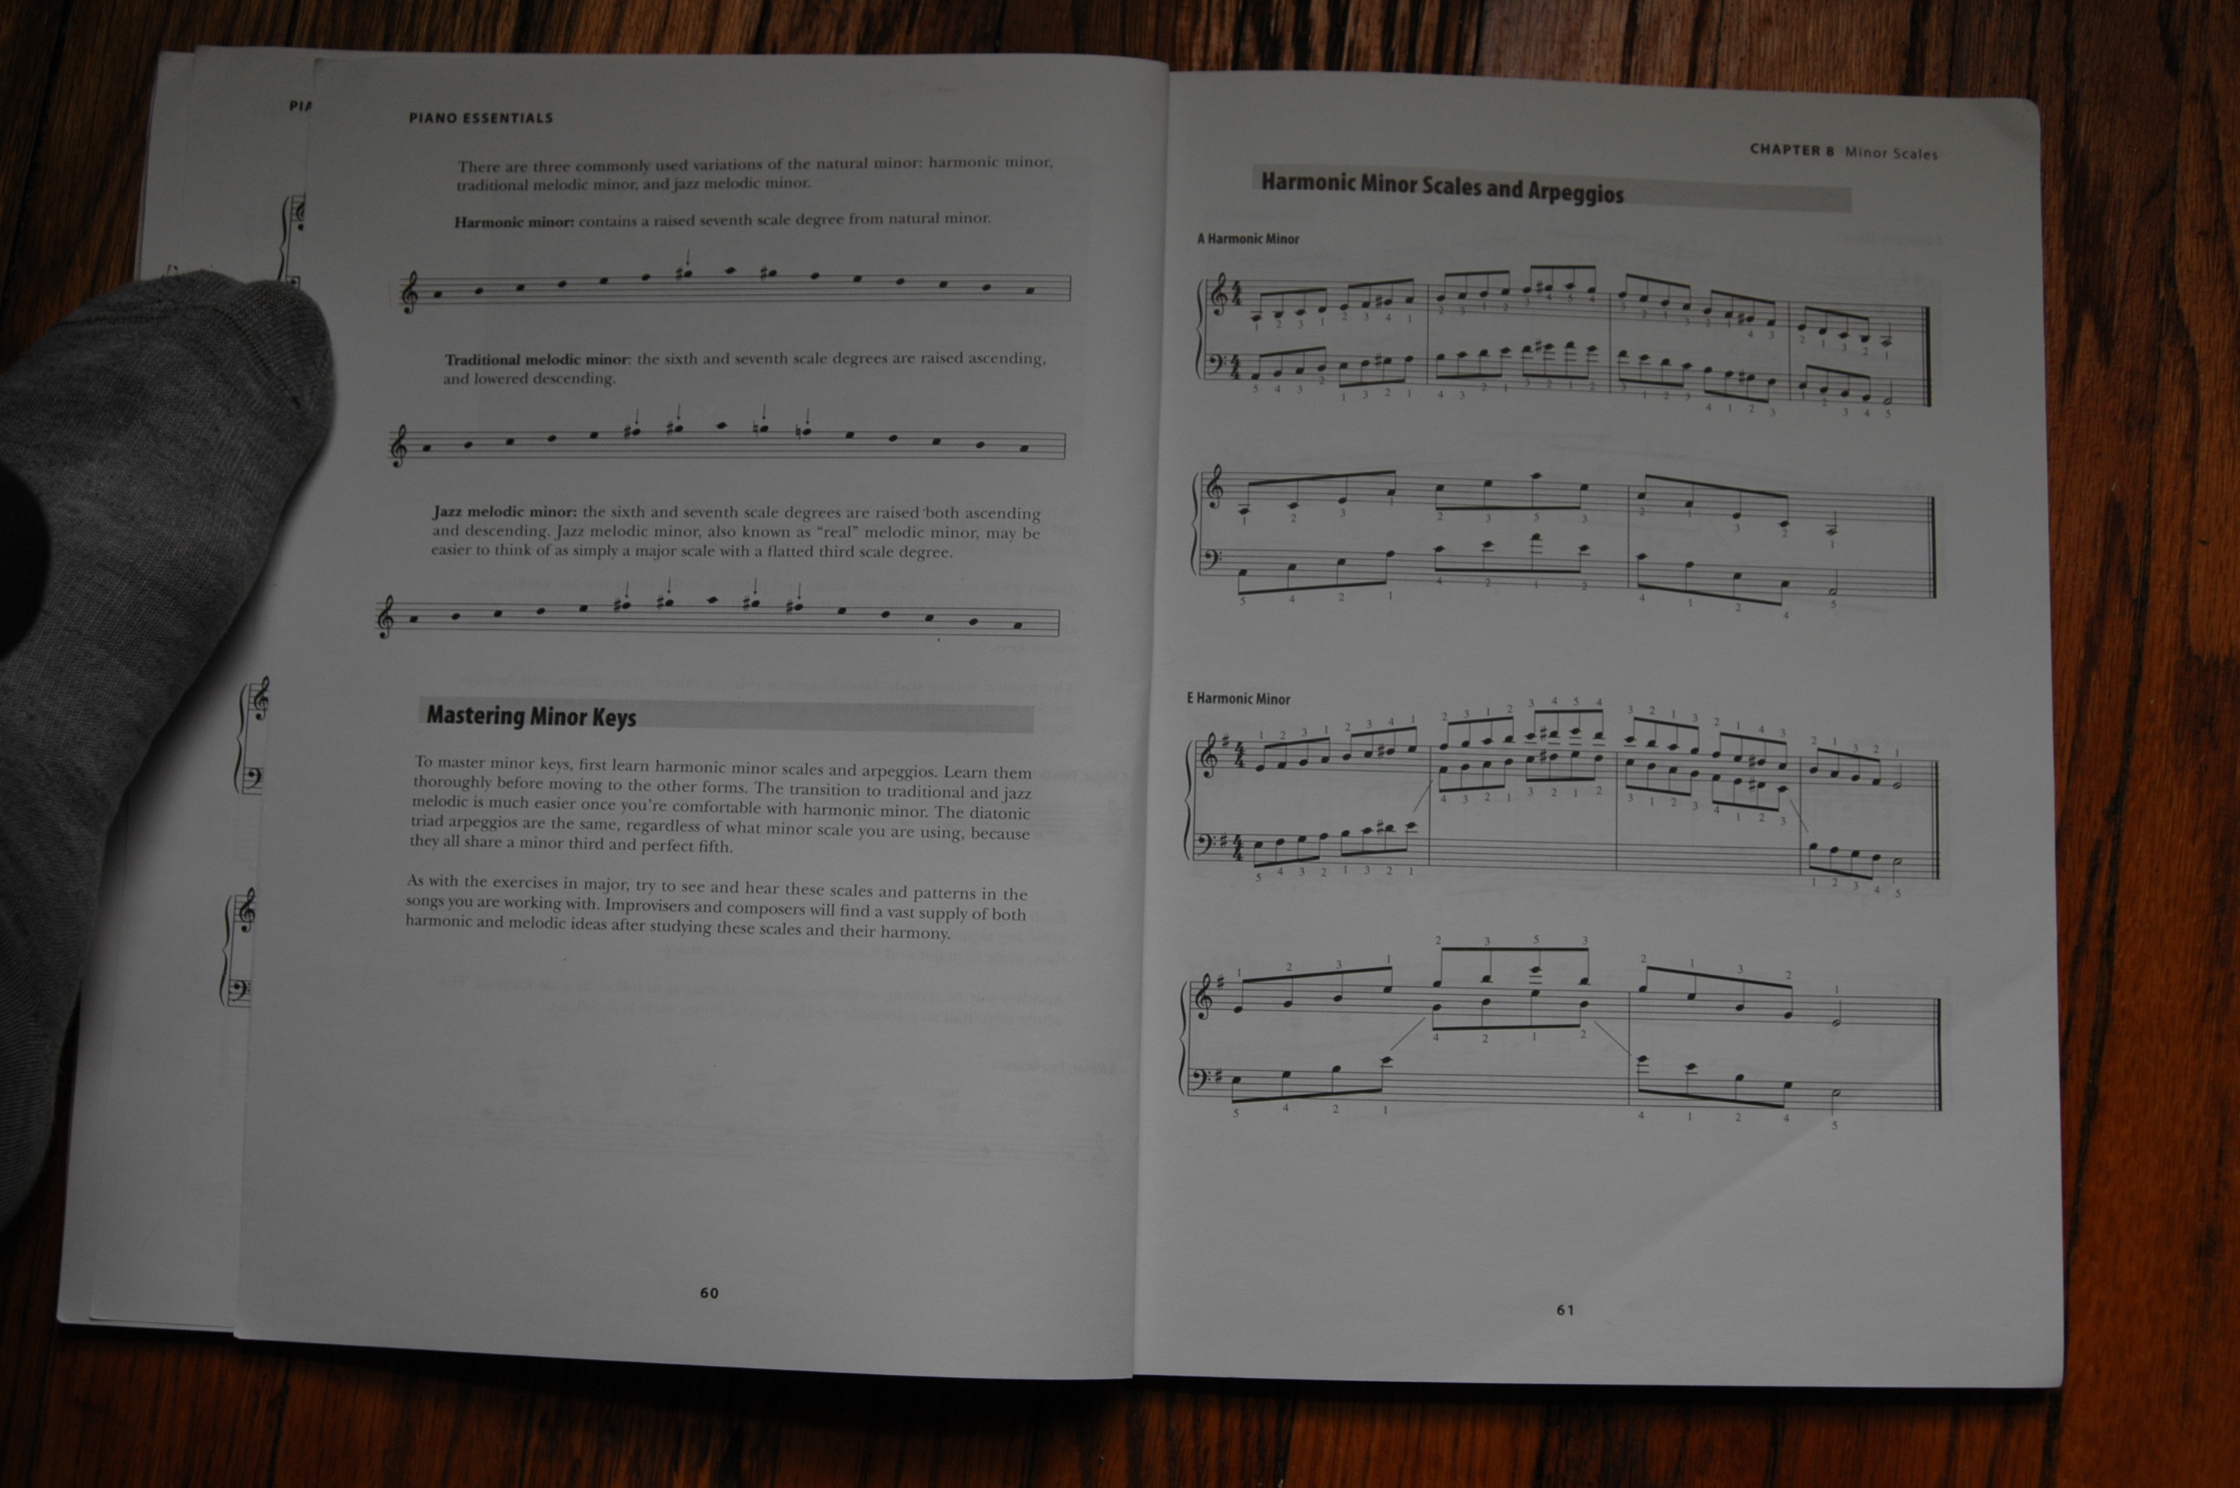 PIA
PIANO ESSENTIALS
There are three commonly used variations of the natural minor: harmonic minor,
traditional melodic minor, and jazz melodic minor.
Harmonic minor: contains a raised seventh scale degree from natural minor.
Traditional melodic minor: the sixth and seventh scale degrees are raised ascending,
and lowered descending.
Jazz melodic minor: the sixth and seventh scale degrees are raised both ascending
and descending. Jazz melodic minor, also known as “real” melodic minor, may be
easier to think of as simply a major scale with a flatted third scale degree.
Mastering Minor Keys
To master minor keys, first learn harmonic minor scales and arpeggios. Learn them
thoroughly before moving to the other forms. The transition to traditional and jazz
melodic is much easier once you’re comfortable with harmonic minor. The diatonic
triad arpeggios are the same, regardless of what minor scale you are using, because
they all share a minor third and perfect fifth.
As with the exercises in major, try to see and hear these scales and patterns in the
songs you are working with. Improvisers and composers will find a vast supply of both
harmonic and melodic ideas after studying these scales and their harmony.
60
CHAPTER 8 Minor Scales
Harmonic Minor Scales and Arpeggios
A Harmonic Minor
4 4
1 2 3 1 2 3 4 1
4 4
5 4 3 2 1 3 2 1
1 2 3 1 2 3 5 3 2 1 3 2 1
5 4 2 1 4 2 1 2 4 1 2 4 5
E Harmonic Minor
1 2 3 1 2 3 4 1 2 3 1 2 3 4 5 4 3 2 1 3 2 1 4 3 2 1 3 2 1
4 4
4 3 2 1 3 2 1 2 3 1 2 3 4 1 2 3
4 4
5 4 3 2 1 3 2 1 1 2 3 4 5
1 2 3 1 2 3 5 3 2 1 3 2 1
4 2 1 2
5 4 2 1 4 1 2 4 5
61